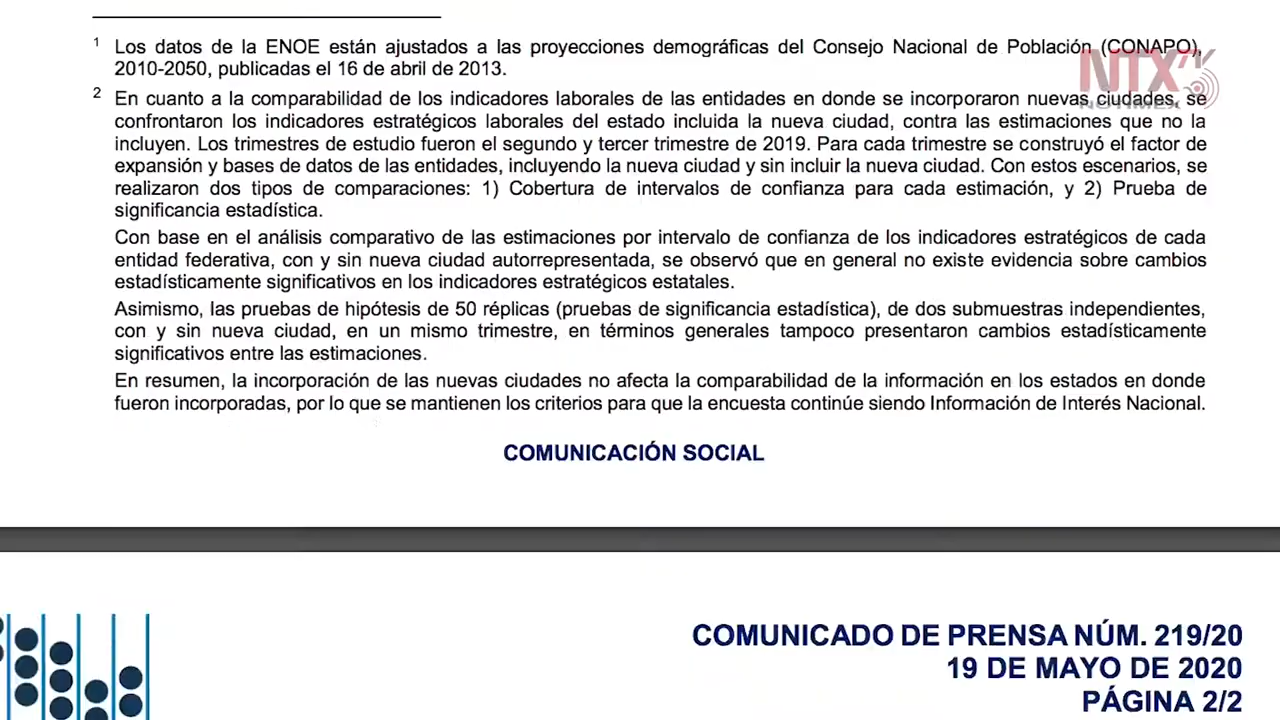 1 Los datos de la ENOE están ajustados a las proyecciones demográficas del Consejo Nacional de Población (CONAPO),
2010-2050, publicadas el 16 de abril de 2013.
NTX
NOTIMEX
2 En cuanto a la comparabilidad de los indicadores laborales de las entidades en donde se incorporaron nuevas ciudades, se
confrontaron los indicadores estratégicos laborales del estado incluida la nueva ciudad, contra las estimaciones que no la
incluyen. Los trimestres de estudio fueron el segundo y tercer trimestre de 2019. Para cada trimestre se construyó el factor de
expansión y bases de datos de las entidades, incluyendo la nueva ciudad y sin incluir la nueva ciudad. Con estos escenarios, se
realizaron dos tipos de comparaciones: 1) Cobertura de intervalos de confianza para cada estimación, y 2) Prueba de
significancia estadística.
Con base en el análisis comparativo de las estimaciones por intervalo de confianza de los indicadores estratégicos de cada
entidad federativa, con y sin nueva ciudad autorrepresentada, se observó que en general no existe evidencia sobre cambios
estadísticamente significativos en los indicadores estratégicos estatales.
Asimismo, las pruebas de hipótesis de 50 réplicas (pruebas de significancia estadística), de dos submuestras independientes,
con y sin nueva ciudad, en un mismo trimestre, en términos generales tampoco presentaron cambios estadísticamente
significativos entre las estimaciones.
En resumen, la incorporación de las nuevas ciudades no afecta la comparabilidad de la información en los estados en donde
fueron incorporadas, por lo que se mantienen los criterios para que la encuesta continúe siendo Información de Interés Nacional.
COMUNICACIÓN SOCIAL
COMUNICADO DE PRENSA NÚM. 219/20
19 DE MAYO DE 2020
PÁGINA 2/2